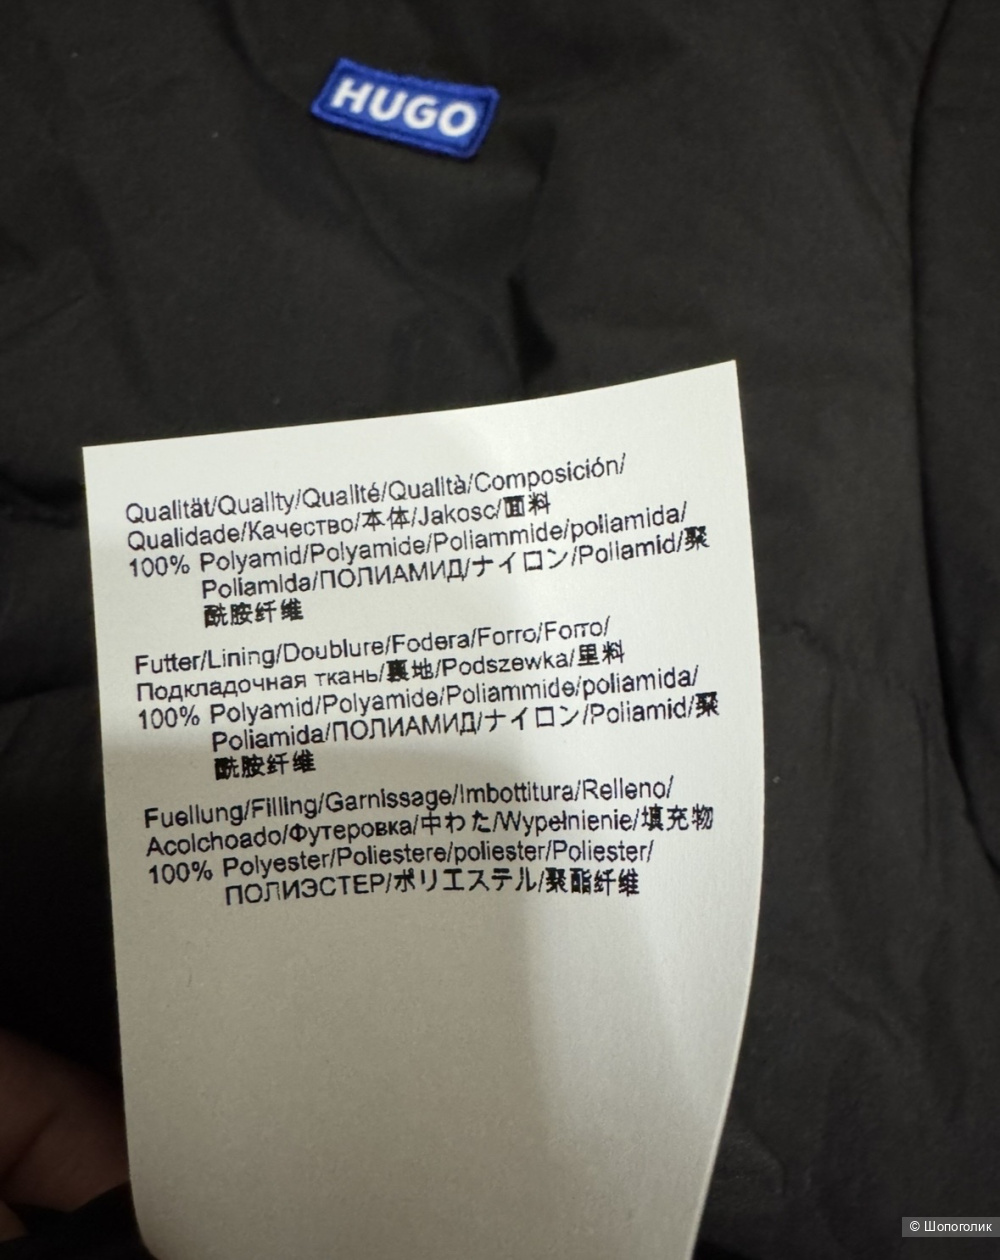 HUGO
Qualität/Quality/Qualité/Qualità/Composición/
Qualidade/Качество/本体/Jakosc/面料
100% Polyamid/Polyamide/Poliammide/poliamida/
Poliamida/ПОЛИАМИД/ナイロン/Poliamid/聚
酰胺纤维
Futter/Lining/Doublure/Fodera/Forro/Forro/
Подкладочная ткань/裏地/Podszewka/里料
100% Polyamid/Polyamide/Poliammide/poliamida/
Poliamida/ПОЛИАМИД/ナイロン/Poliamid/聚
酰胺纤维
Fuellung/Filling/Garnissage/Imbottitura/Relleno/
Acolchoado/Футеровка/中わた/Wypełnienie/填充物
100% Polyester/Poliestere/poliester/Poliester/
ПОЛИЭСТЕР/ポリエステル/聚酯纤维
© Шопоголик